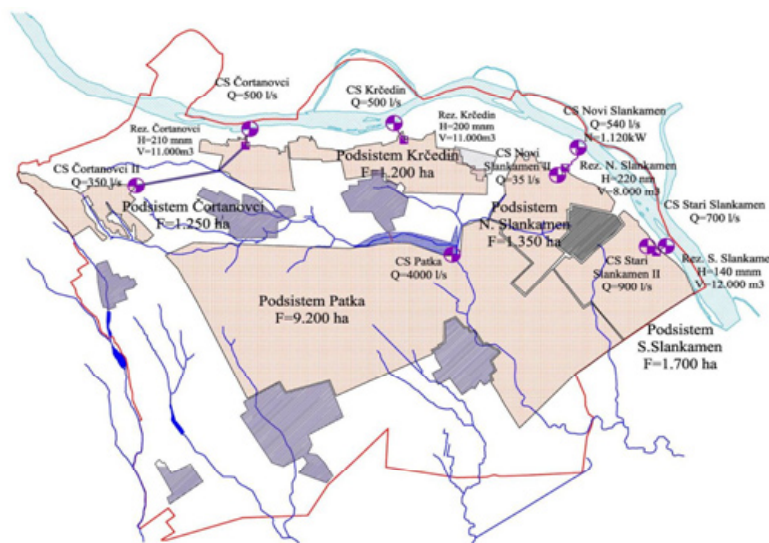 CS Čortanovci
Q=500 l/s
CS Krčedin
Q=500 l/s
CS Novi Slankamen
Q=540 l/s
N=1.120kW
Rez. Čortanovci
H=210 mnm
V=11.000m3
Rez. Krčedin
H=200 mnm
V=11.000m3
CS Čortanovci II
Q=350 l/s
Podsistem Krčedin
F=1.200 ha
CS Novi
Slankamen II
Q=35 l/s
Rez. N. Slankamen
H=220 nm
V=8.000 m3
Podsistem Čortanovci
F=1.250 ha
Podsistem
N. Slankamen
F=1.350 ha
CS Stari Slankamen
Q=700 l/s
CS Patka
Q=4000 l/s
CS Stari
Slankamen II
Q=900 l/s
Rez. S. Slankame
H=140 mnm
V=12.000 m3
Podsistem Patka
F=9.200 ha
Podsistem
S.Slankamen
F=1.700 ha